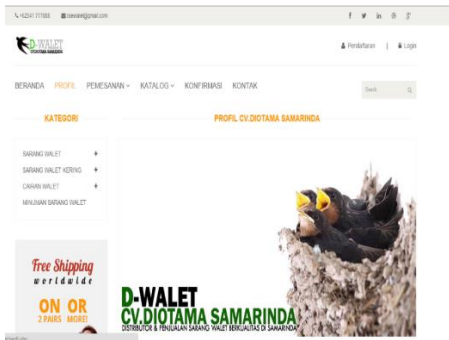 D-WALET
Pendaftaran | Login
BERANDA PROFIL PEMESANAN KATALOG KONFIRMASI KONTAK
Search
KATEGORI
PROFIL CV.DIOTAMA SAMARINDA
SARANG WALET +
SARANG WALET KERING +
CAIRAN WALET +
MINUMAN SARANG WALET
Free Shipping
worldwide
ON OR
2 PAIRS MORE!
D-WALET
CV.DIOTAMA SAMARINDA
DISTRIBUTOR & PENJUALAN SARANG WALET BERKUALITAS DI SAMARINDA